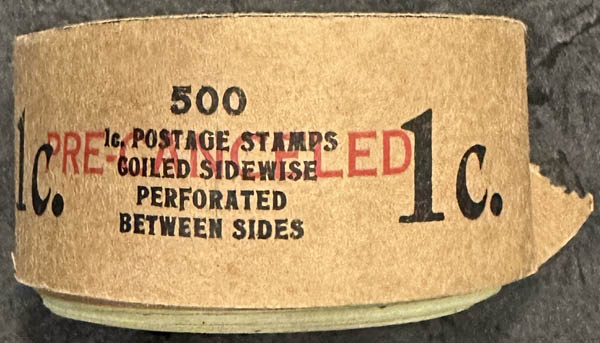 500
1c. POSTAGE STAMPS
PRE-CANCELED
COILED SIDEWISE
PERFORATED
BETWEEN SIDES
1c.
1c.